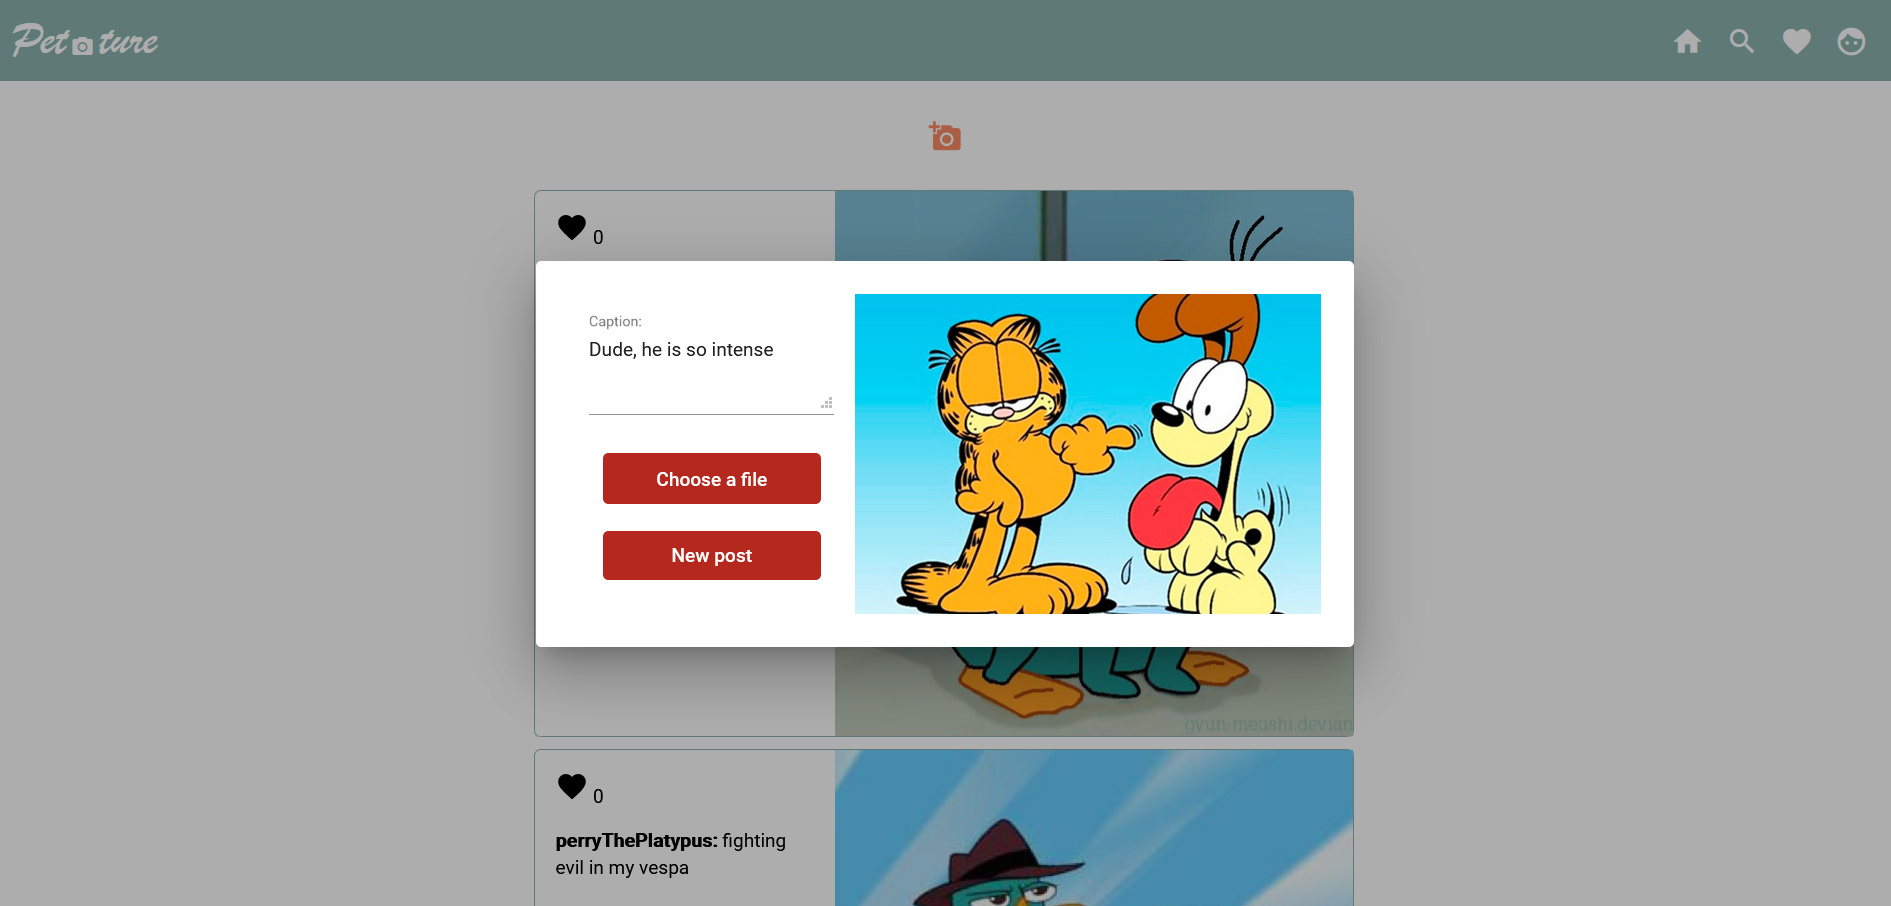 Pet ture
0
Caption:
Dude, he is so intense
Choose a file
New post
gyun-meushi.devian
0
perryThePlatypus: fighting
evil in my vespa